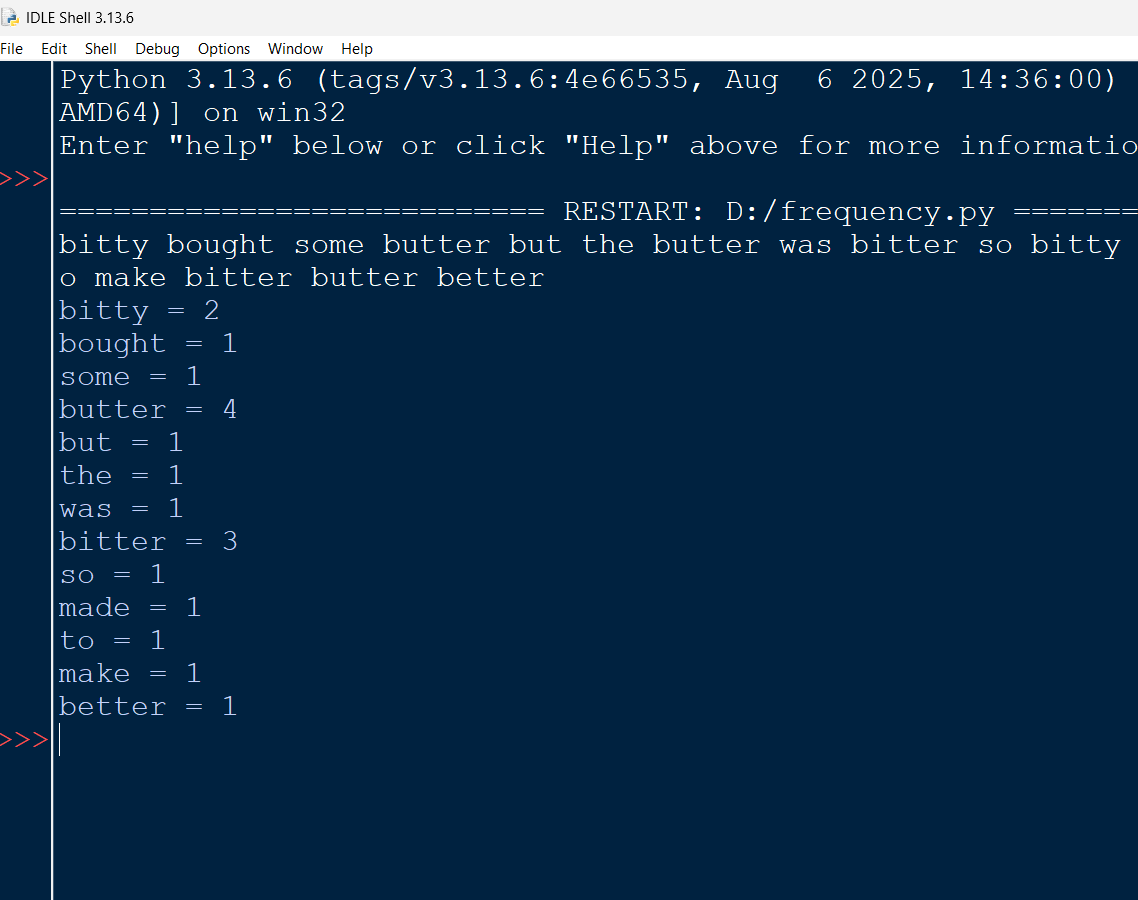 IDLE Shell 3.13.6
File Edit Shell Debug Options Window Help
Python 3.13.6 (tags/v3.13.6:4e66535, Aug  6 2025, 14:36:00)
AMD64)] on win32
Enter "help" below or click "Help" above for more informatio
>>>
=========================== RESTART: D:/frequency.py =======
bitty bought some butter but the butter was bitter so bitty
o make bitter butter better
bitty = 2
bought = 1
some = 1
butter = 4
but = 1
the = 1
was = 1
bitter = 3
so = 1
made = 1
to = 1
make = 1
better = 1
>>>